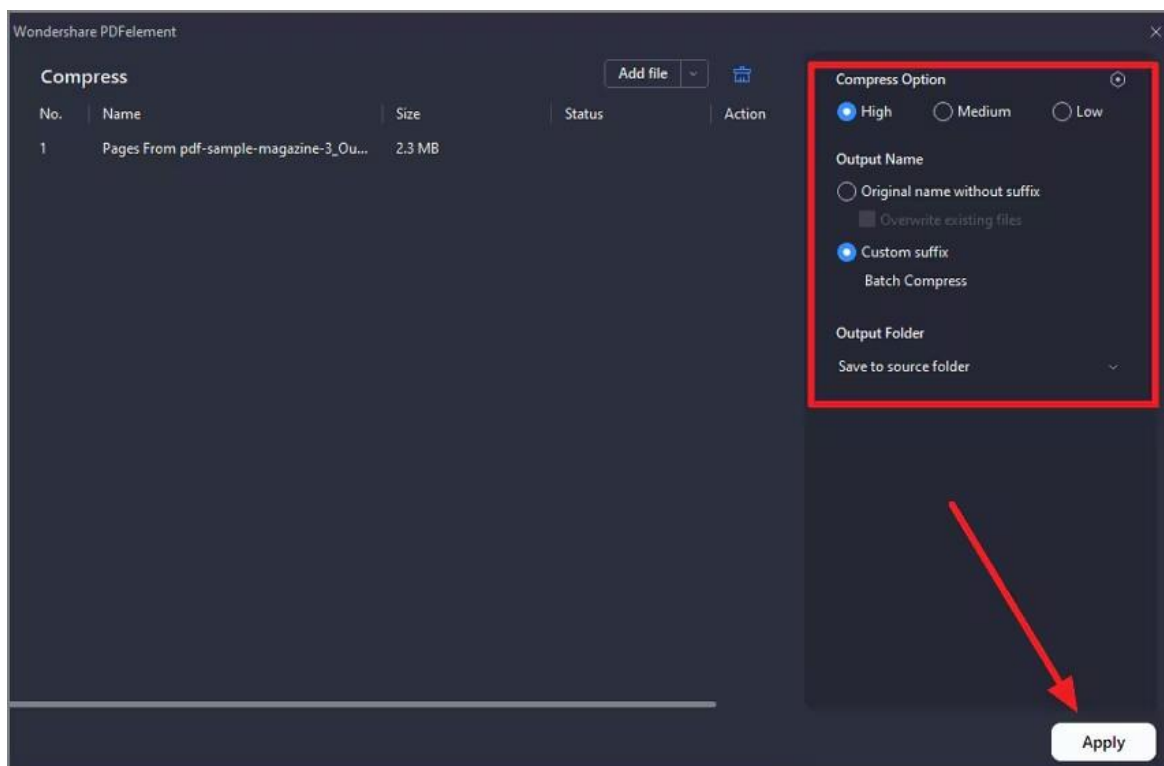 Wondershare PDFelement
Compress
Add file
No. Name Size Status Action
1 Pages From pdf-sample-magazine-3_Ou... 2.3 MB
Compress Option
High Medium Low
Output Name
Original name without suffix
Overwrite existing files
Custom suffix
Batch Compress
Output Folder
Save to source folder
Apply